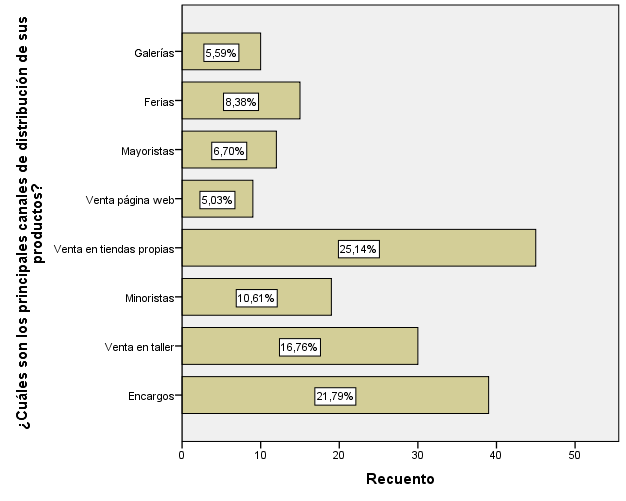 ¿Cuáles son los principales canales de distribución de sus
productos?
Galerías
5,59%
Ferias
8,38%
Mayoristas
6,70%
Venta página web
5,03%
Venta en tiendas propias
25,14%
Minoristas
10,61%
Venta en taller
16,76%
Encargos
21,79%
0 10 20 30 40 50
Recuento